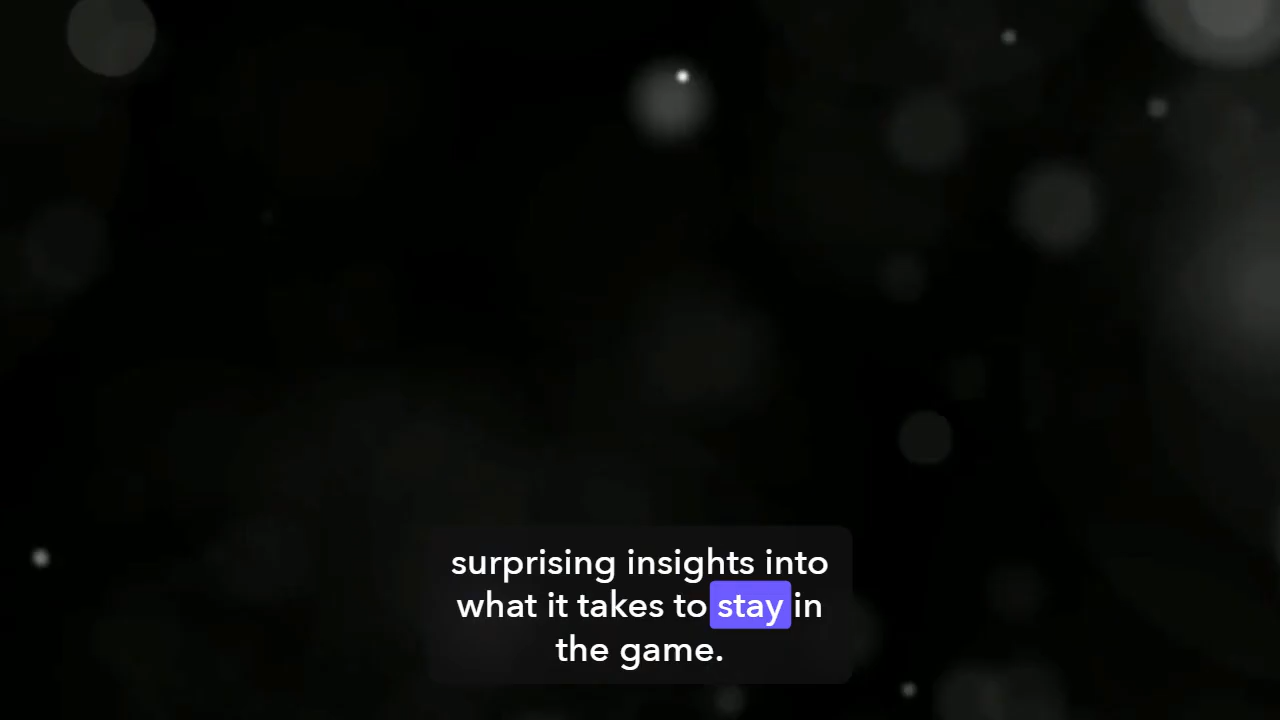 surprising insights into
what it takes to stay in
the game.